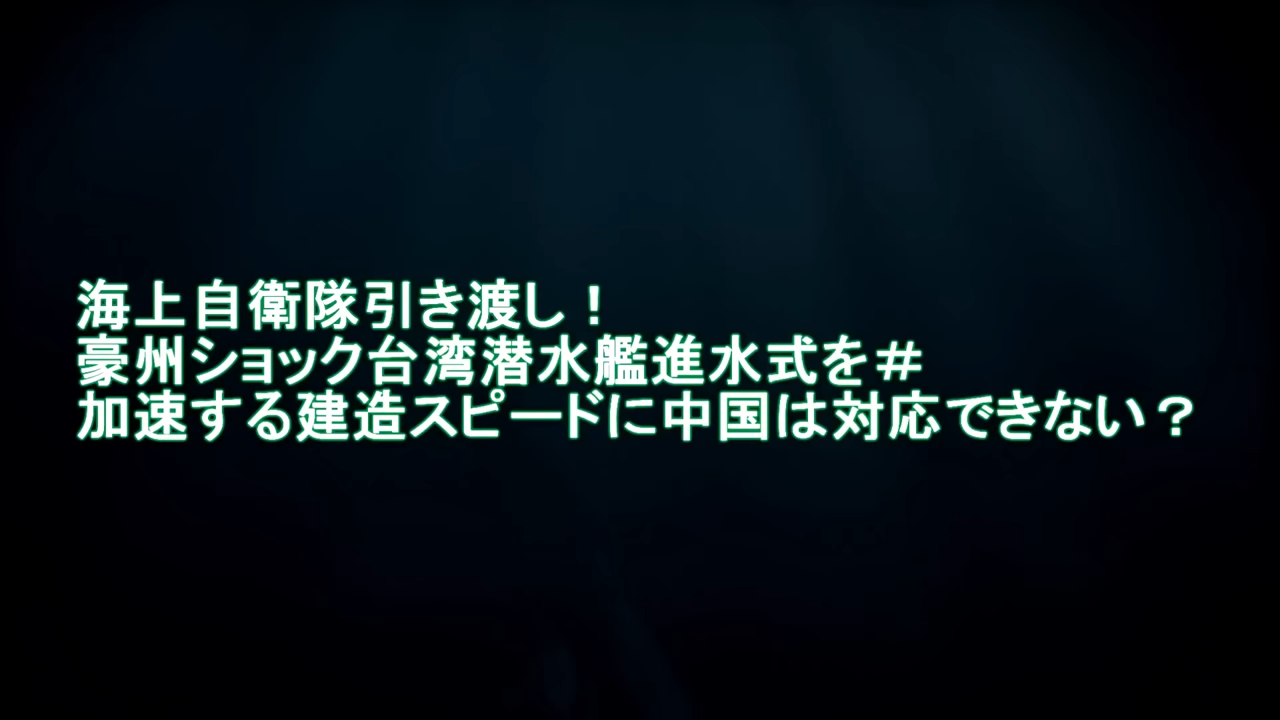 海上自衛隊引き渡し！
豪州ショック台湾潜水艦進水式を＃
加速する建造スピードに中国は対応できない？